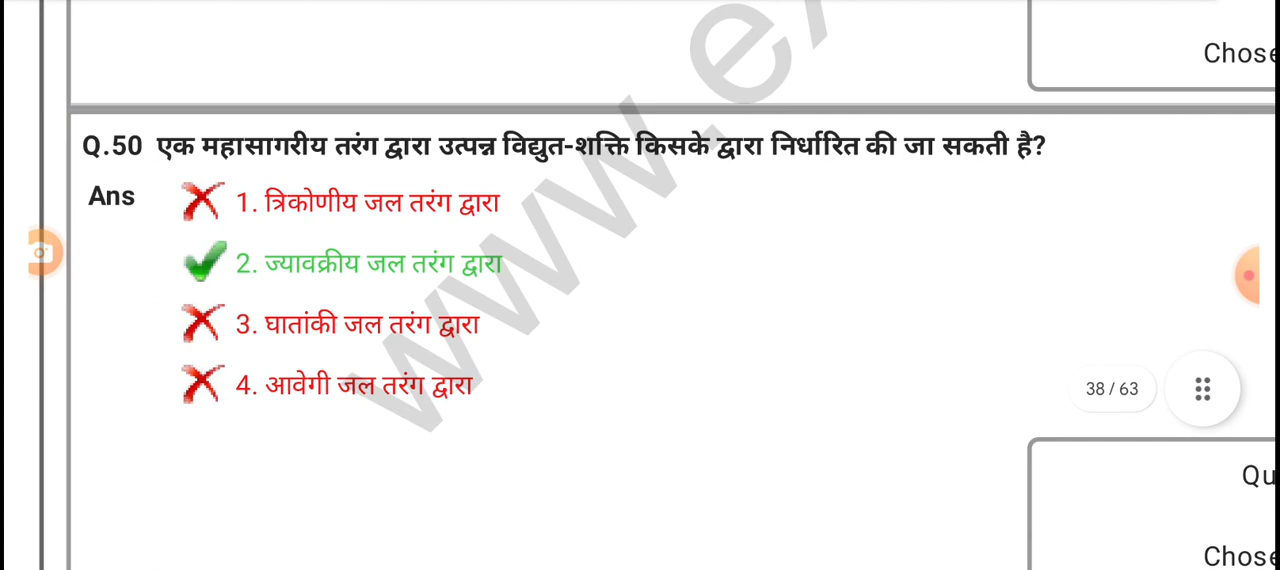 Chose
Q.50 एक महासागरीय तरंग द्वारा उत्पन्न विद्युत-शक्ति किसके द्वारा निर्धारित की जा सकती है?
Ans
1. त्रिकोणीय जल तरंग द्वारा
2. ज्यावक्रीय जल तरंग द्वारा
3. घातांकी जल तरंग द्वारा
4. आवेगी जल तरंग द्वारा
38 / 63
Qu
Chose
www.e